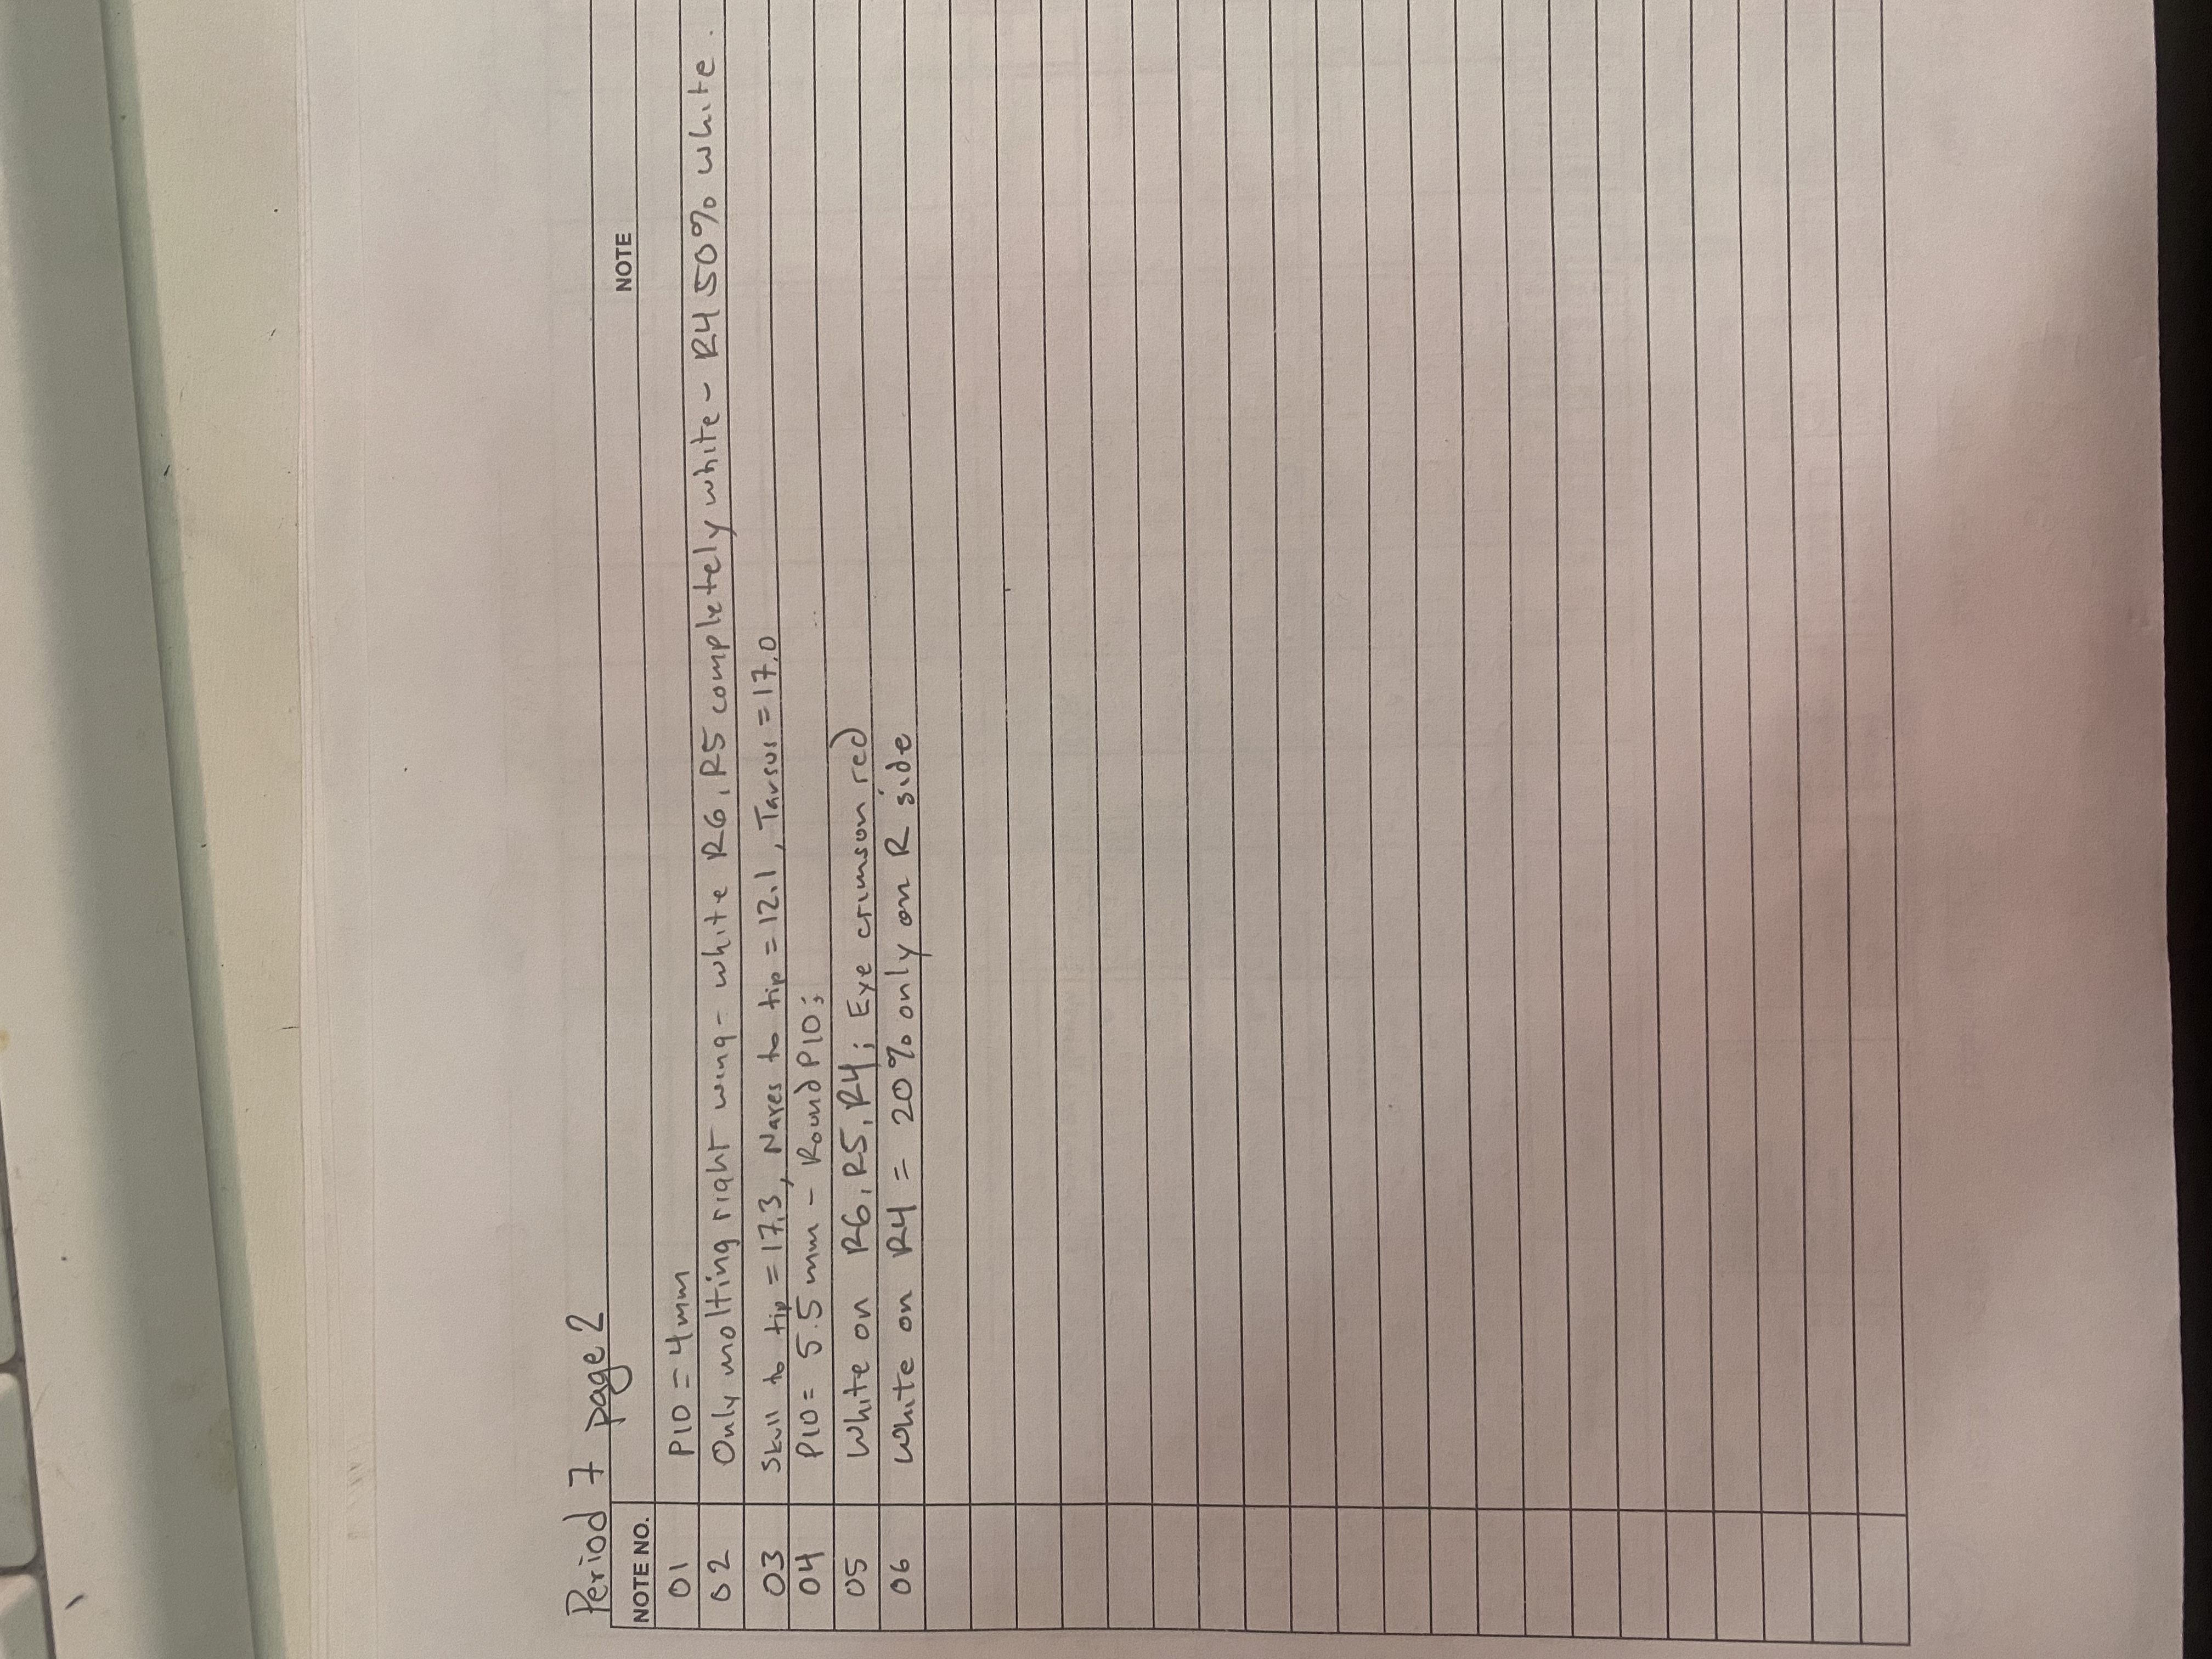 Period 7 page 2
NOTE NO. NOTE
01 P10 = 4mm
02 Only molting right wing - white R6, R5 completely white - R4 50% white.
03 Skull to tip = 17.3, Nares to tip = 12.1, Tarsus = 17.0
04 P10 = 5.5mm - Round P10;
05 White on R6, R5, R4; Eye crimson red
06 White on R4 = 20% only on R side